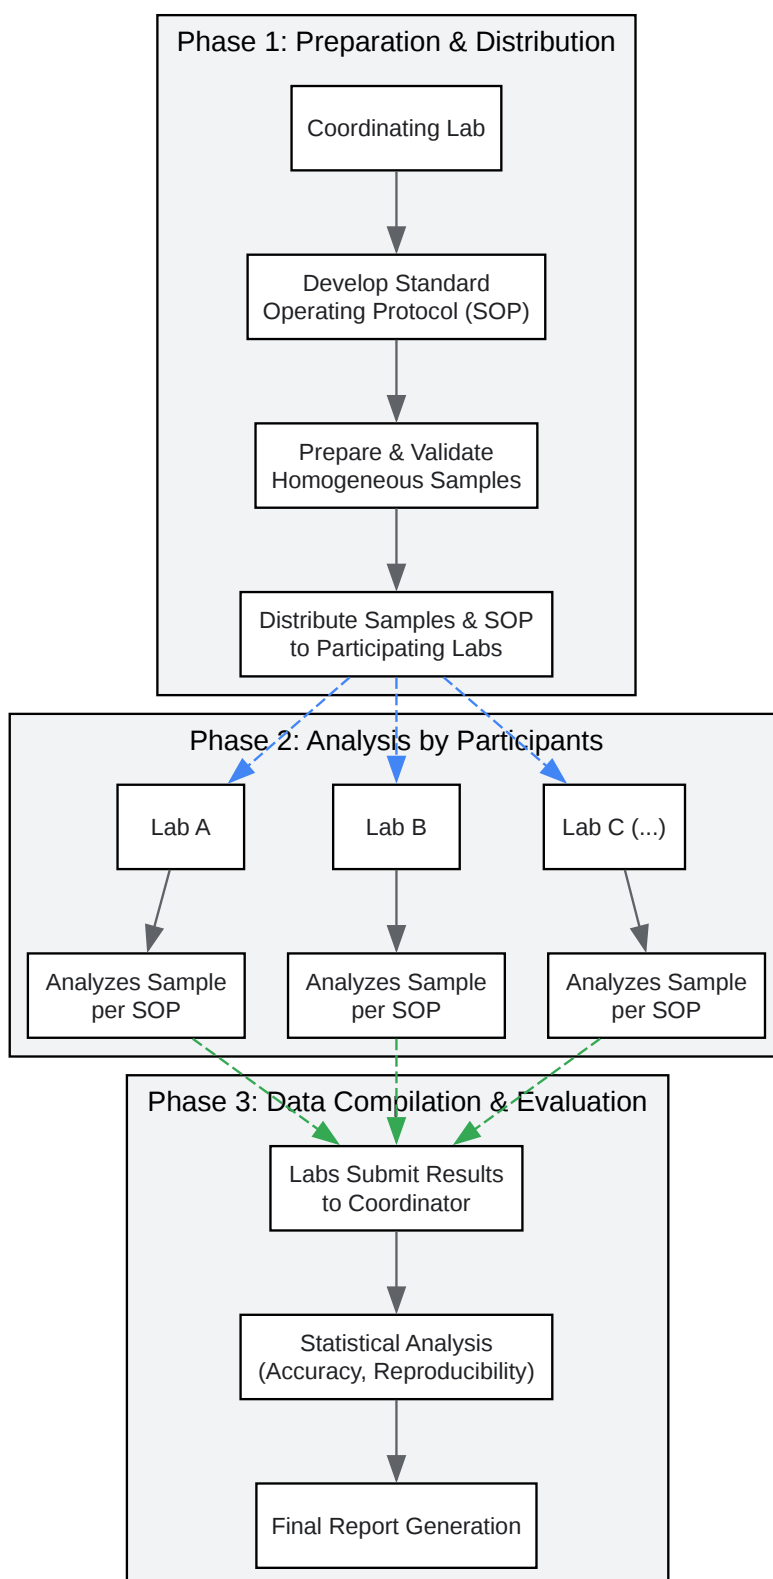 Phase 1: Preparation & Distribution
Coordinating Lab
Develop Standard
Operating Protocol (SOP)
Prepare & Validate
Homogeneous Samples
Distribute Samples & SOP
to Participating Labs
Phase 2: Analysis by Participants
Lab A
Lab B
Lab C (...)
Analyzes Sample
per SOP
Analyzes Sample
per SOP
Analyzes Sample
per SOP
Phase 3: Data Compilation & Evaluation
Labs Submit Results
to Coordinator
Statistical Analysis
(Accuracy, Reproducibility)
Final Report Generation